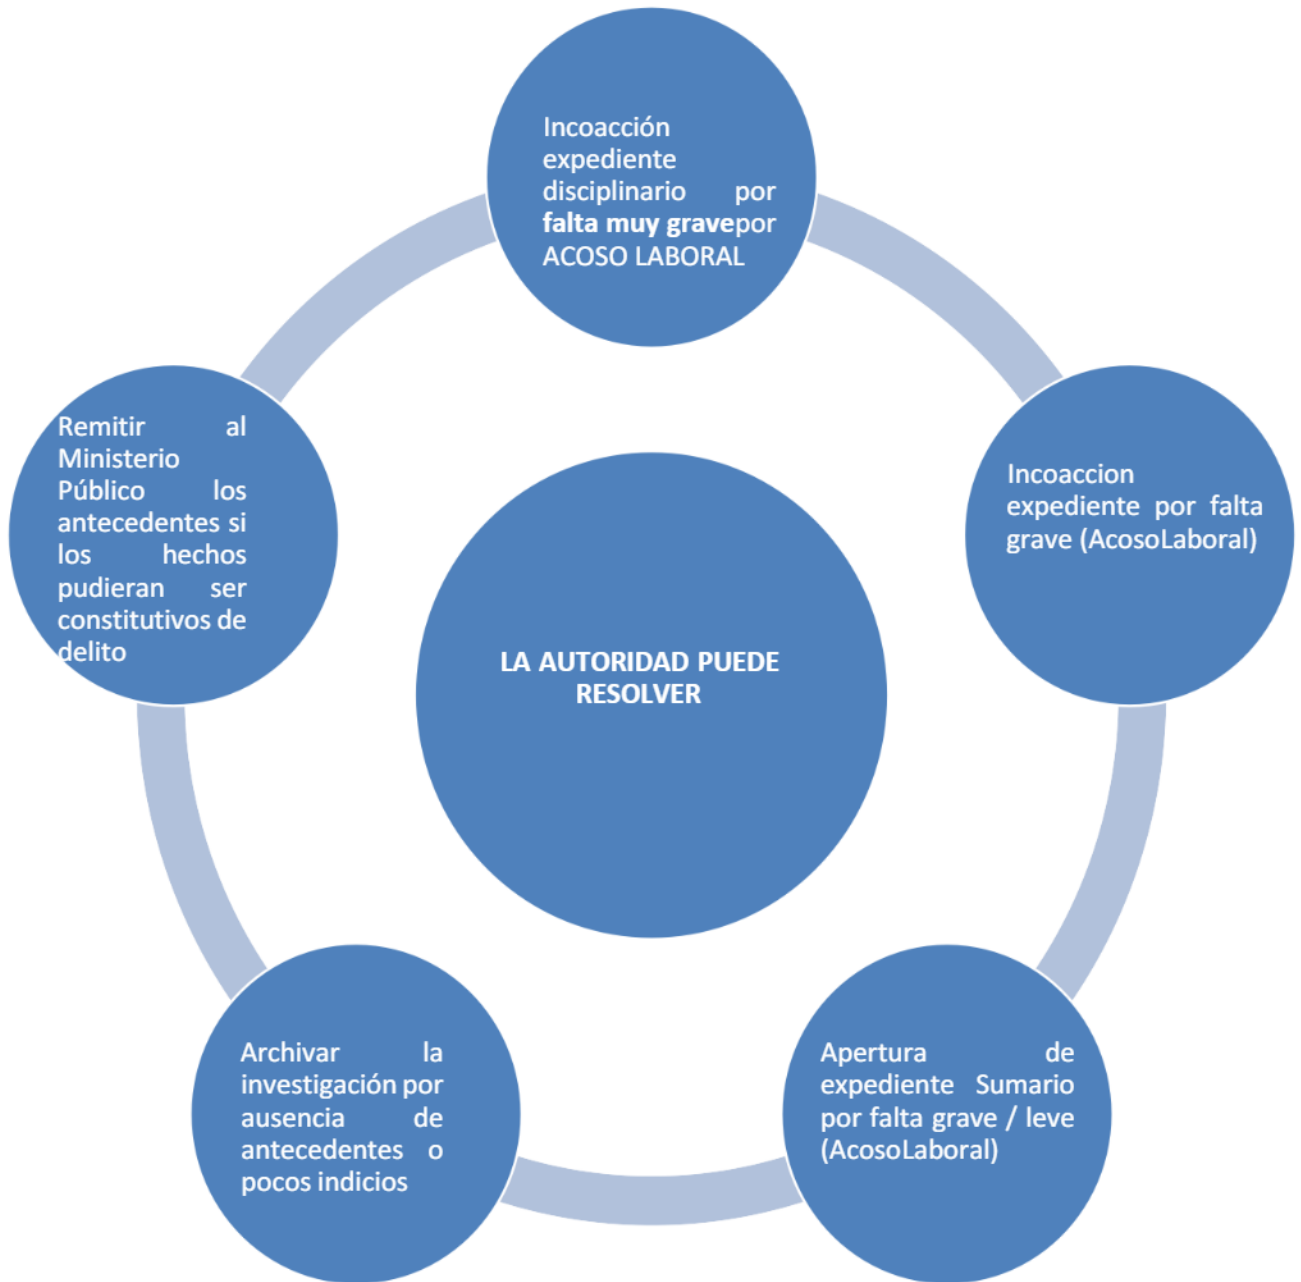 Incoacción
expediente
disciplinario por
falta muy gravepor
ACOSO LABORAL
Incoaccion
expediente por falta
grave (AcosoLaboral)
Apertura de
expediente Sumario
por falta grave / leve
(AcosoLaboral)
Archivar la
investigación por
ausencia de
antecedentes o
pocos indicios
Remitir al
Ministerio
Público los
antecedentes si
los hechos
pudieran ser
constitutivos de
delito
LA AUTORIDAD PUEDE
RESOLVER